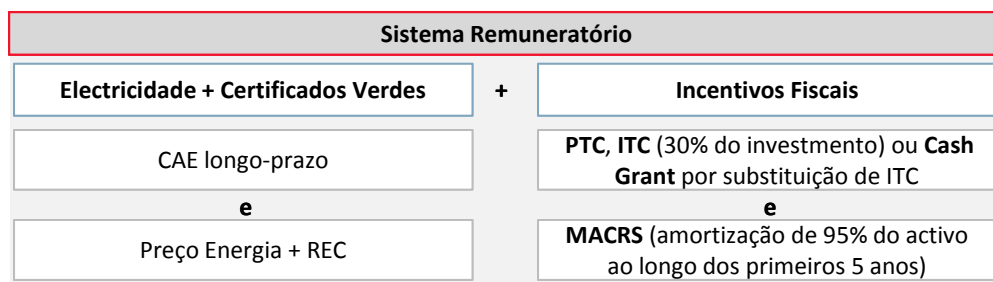 Sistema Remuneratório
Electricidade + Certificados Verdes
+
Incentivos Fiscais
CAE longo-prazo
PTC, ITC (30% do investimento) ou Cash
Grant por substituição de ITC
e
e
Preço Energia + REC
MACRS (amortização de 95% do activo
ao longo dos primeiros 5 anos)